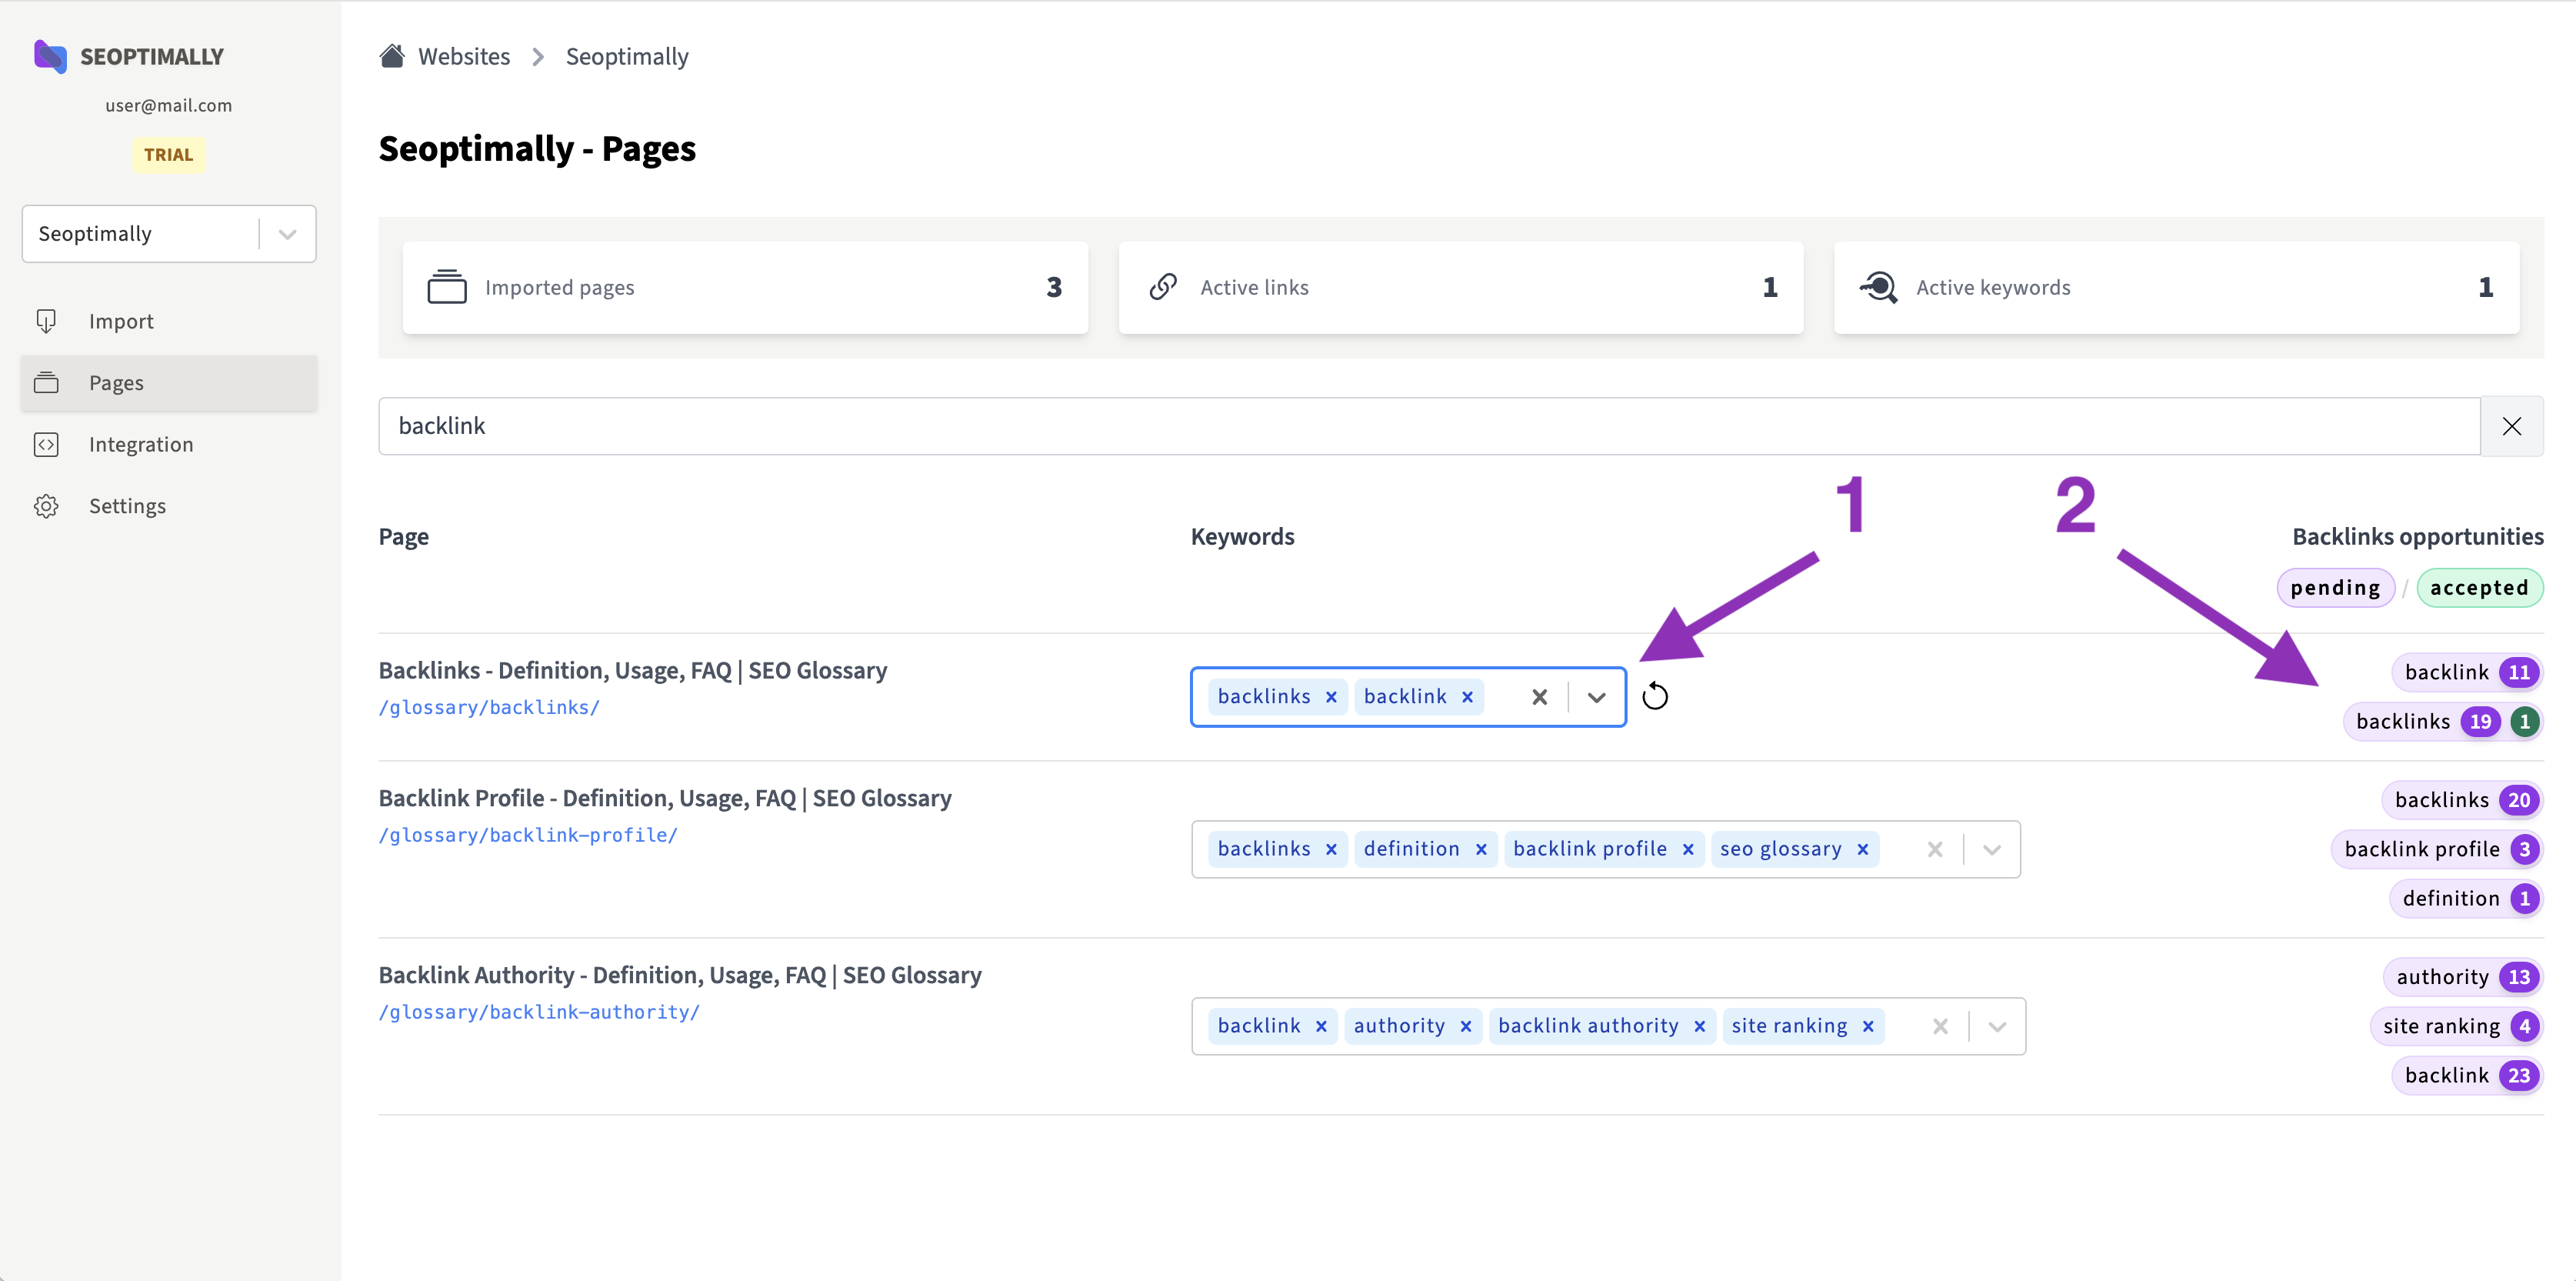 SEOPTIMALLY
user@mail.com
TRIAL
Seoptimally
Import
Pages
Integration
Settings
Websites
Seoptimally
Seoptimally - Pages
Imported pages 3
Active links 1
Active keywords 1
backlink
1 2
Page Keywords Backlinks opportunities
pending / accepted
Backlinks - Definition, Usage, FAQ | SEO Glossary
/glossary/backlinks/
backlinks backlink
backlink 11
backlinks 19 1
Backlink Profile - Definition, Usage, FAQ | SEO Glossary
/glossary/backlink-profile/
backlinks definition backlink profile seo glossary
backlinks 20
backlink profile 3
definition 1
Backlink Authority - Definition, Usage, FAQ | SEO Glossary
/glossary/backlink-authority/
backlink authority backlink authority site ranking
authority 13
site ranking 4
backlink 23